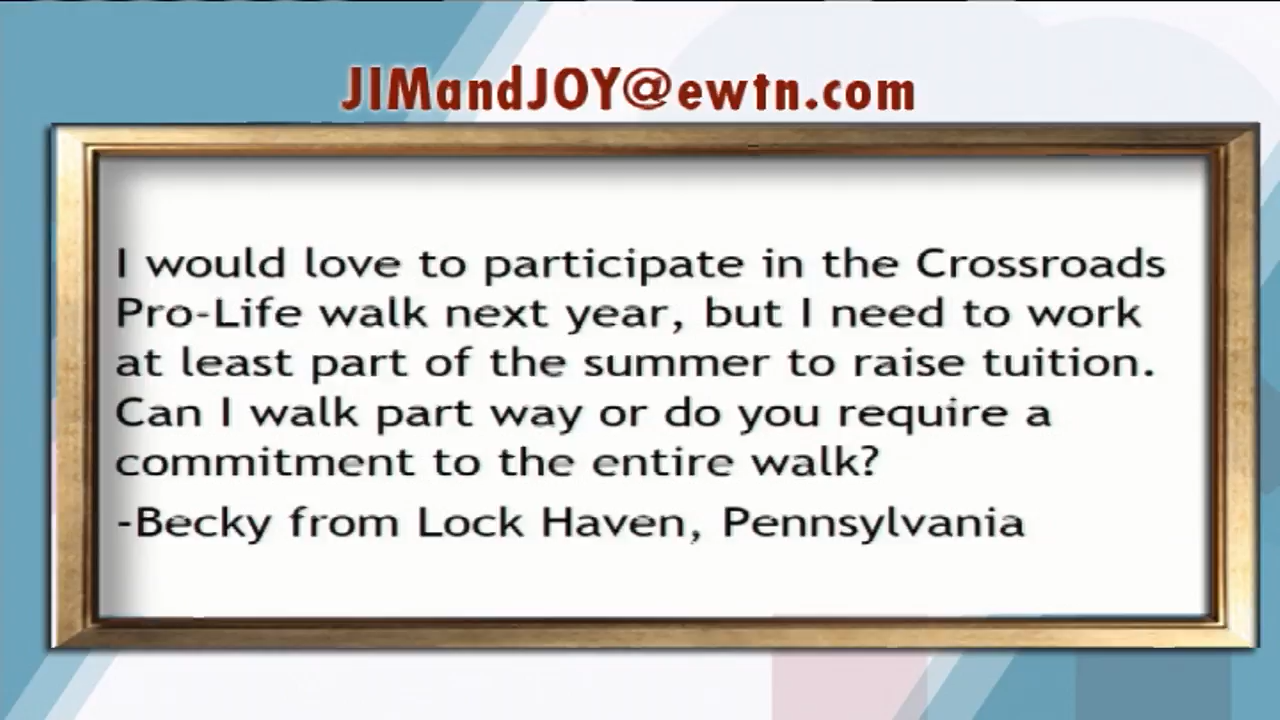 JIMandJOY@ewtn.com
I would love to participate in the Crossroads
Pro-Life walk next year, but I need to work
at least part of the summer to raise tuition.
Can I walk part way or do you require a
commitment to the entire walk?
-Becky from Lock Haven, Pennsylvania